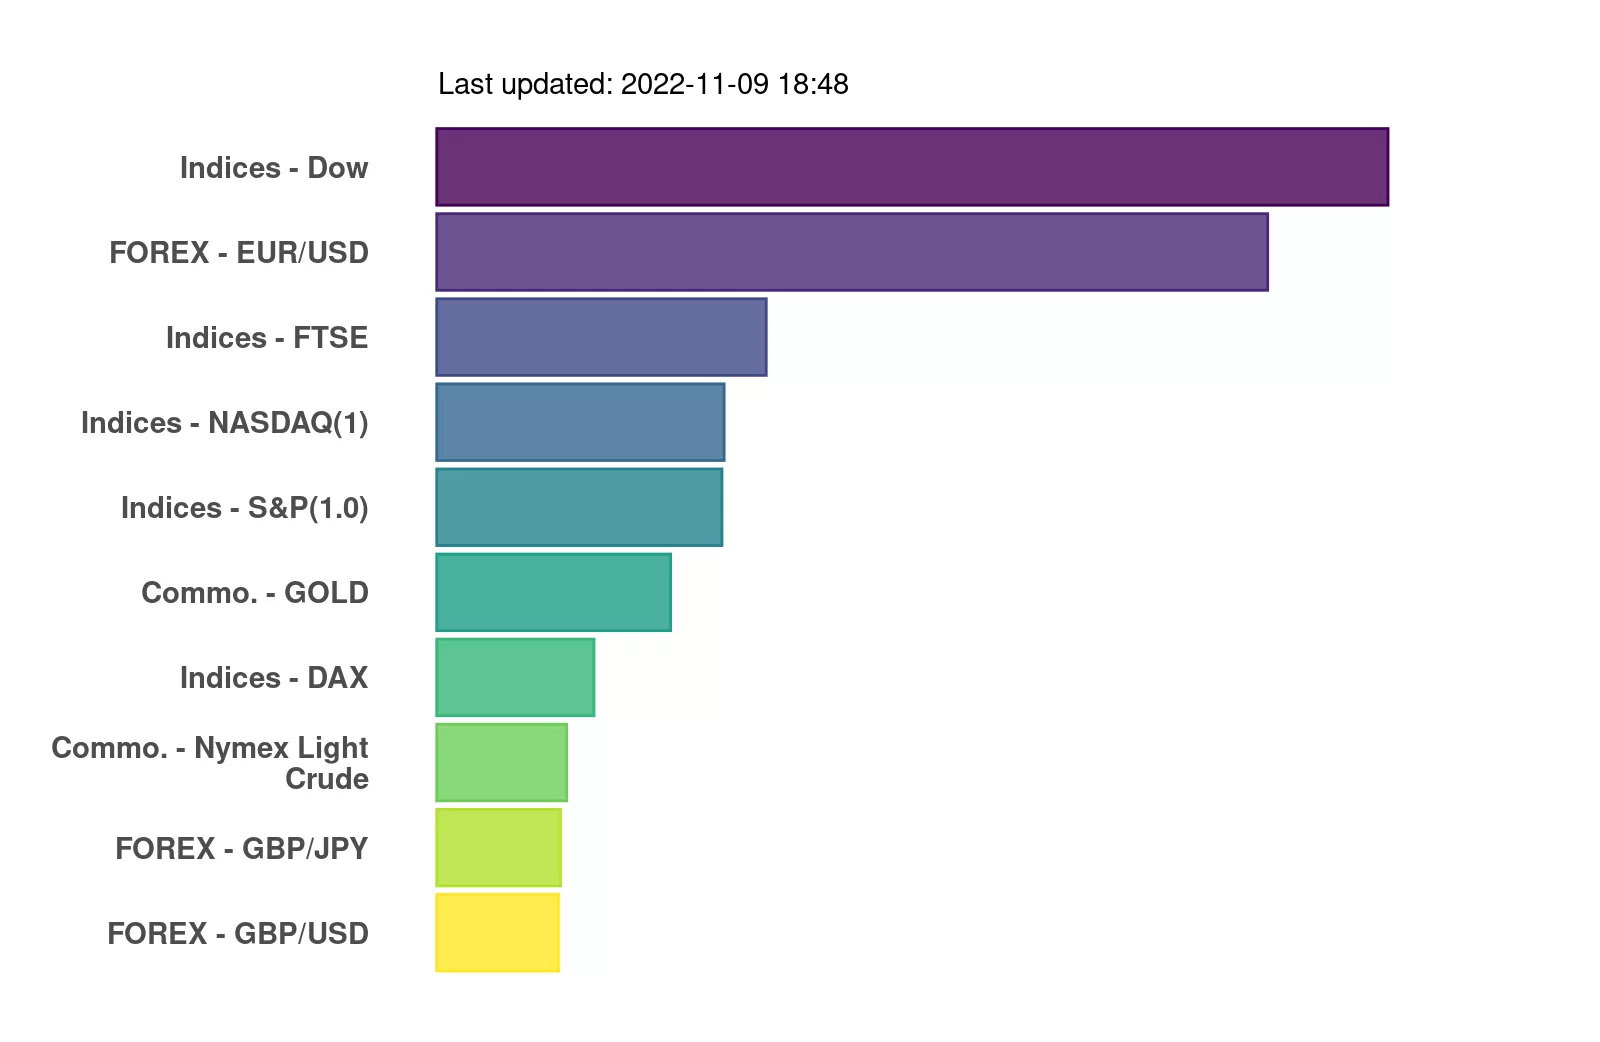 Last updated: 2022-11-09 18:48
Indices - Dow
FOREX - EUR/USD
Indices - FTSE
Indices - NASDAQ(1)
Indices - S&P(1.0)
Commo. - GOLD
Indices - DAX
Commo. - Nymex Light
Crude
FOREX - GBP/JPY
FOREX - GBP/USD